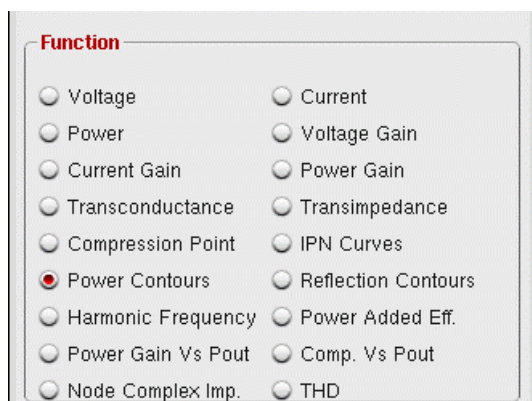 Function
Voltage Current
Power Voltage Gain
Current Gain Power Gain
Transconductance Transimpedance
Compression Point IPN Curves
Power Contours Reflection Contours
Harmonic Frequency Power Added Eff.
Power Gain Vs Pout Comp. Vs Pout
Node Complex Imp. THD